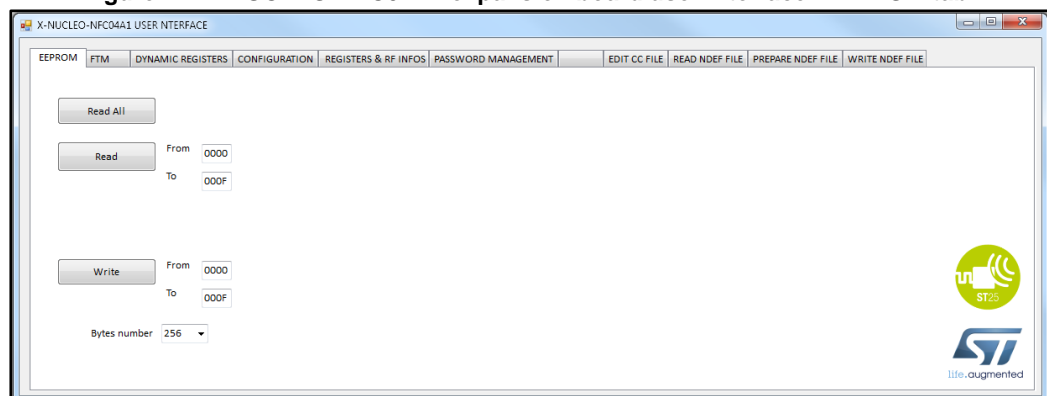 X-NUCLEO-NFC04A1 USER NTERFACE
EEPROM FTM DYNAMIC REGISTERS CONFIGURATION REGISTERS & RF INFOS PASSWORD MANAGEMENT EDIT CC FILE READ NDEF FILE PREPARE NDEF FILE WRITE NDEF FILE
Read All
Read From 0000
To 000F
Write From 0000
To 000F
Bytes number 256
ST25
ST
life.augmented